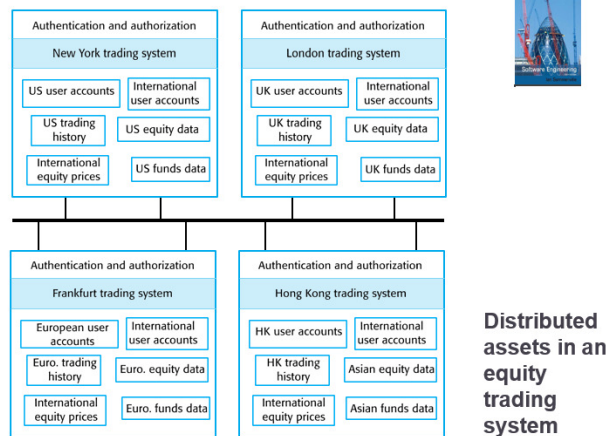 Authentication and authorization
New York trading system
US user accounts
International
user accounts
US trading
history
US equity data
International
equity prices
US funds data
Authentication and authorization
London trading system
UK user accounts
International
user accounts
UK trading
history
UK equity data
International
equity prices
UK funds data
Software Engineering
Authentication and authorization
Frankfurt trading system
European user
accounts
International
user accounts
Euro. trading
history
Euro. equity data
International
equity prices
Euro. funds data
Authentication and authorization
Hong Kong trading system
HK user accounts
International
user accounts
HK trading
history
Asian equity data
International
equity prices
Asian funds data
Distributed
assets in an
equity
trading
system